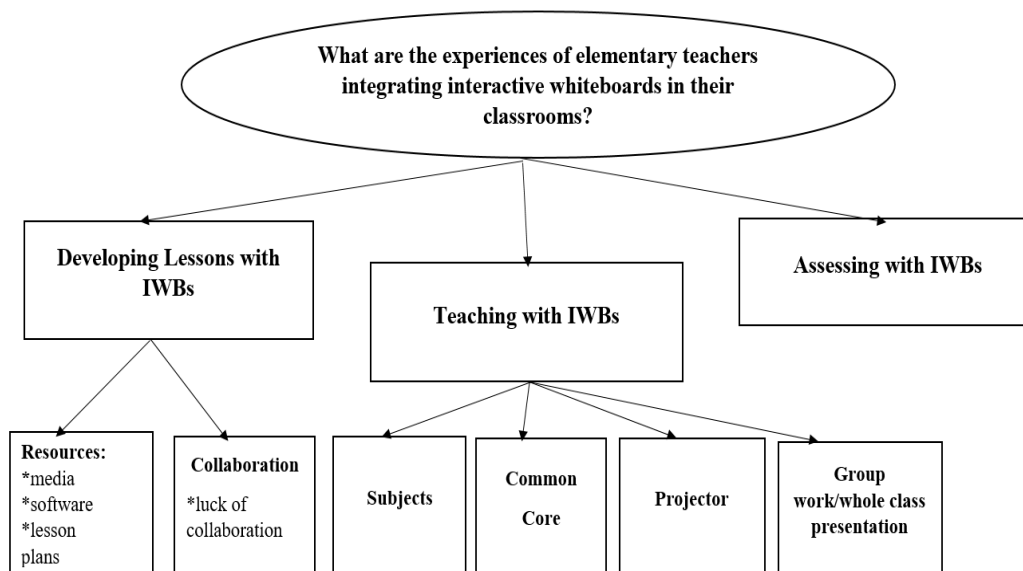 What are the experiences of elementary teachers
integrating interactive whiteboards in their
classrooms?
Developing Lessons with
IWBs
Teaching with IWBs
Assessing with IWBs
Resources:
*media
*software
*lesson
plans
Collaboration
*luck of
collaboration
Subjects
Common
Core
Projector
Group
work/whole class
presentation